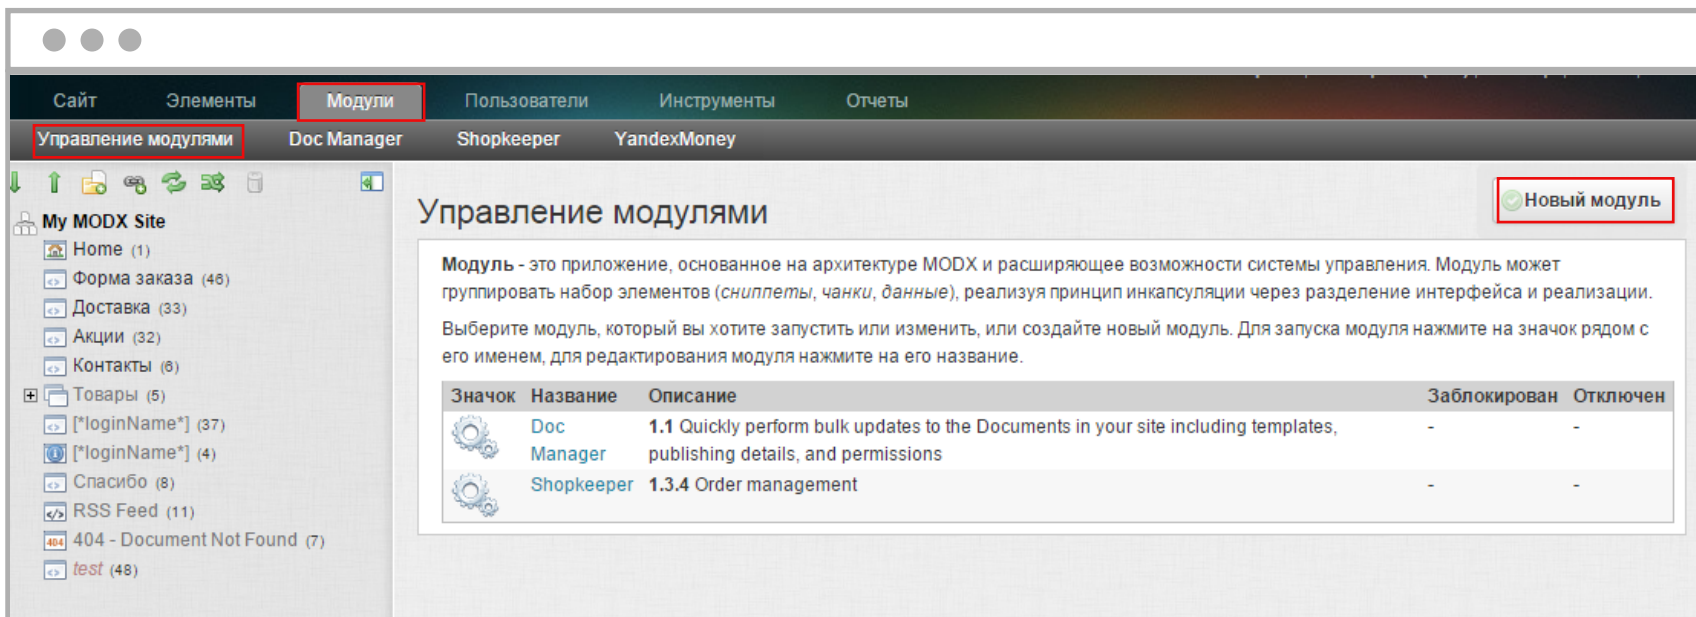 Сайт Элементы Модули Пользователи Инструменты Отчеты
Управление модулями Doc Manager Shopkeeper YandexMoney
My MODX Site
Home (1)
Форма заказа (46)
Доставка (33)
Акции (32)
Контакты (6)
Товары (5)
[*loginName*] (37)
[*loginName*] (4)
Спасибо (8)
RSS Feed (11)
404 - Document Not Found (7)
test (48)
Новый модуль
Управление модулями
Модуль - это приложение, основанное на архитектуре MODX и расширяющее возможности системы управления. Модуль может
группировать набор элементов (сниппеты, чанки, данные), реализуя принцип инкапсуляции через разделение интерфейса и реализации.
Выберите модуль, который вы хотите запустить или изменить, или создайте новый модуль. Для запуска модуля нажмите на значок рядом с
его именем, для редактирования модуля нажмите на его название.
Значок Название Описание Заблокирован Отключен
Doc 1.1 Quickly perform bulk updates to the Documents in your site including templates, - -
Manager publishing details, and permissions
Shopkeeper 1.3.4 Order management - -